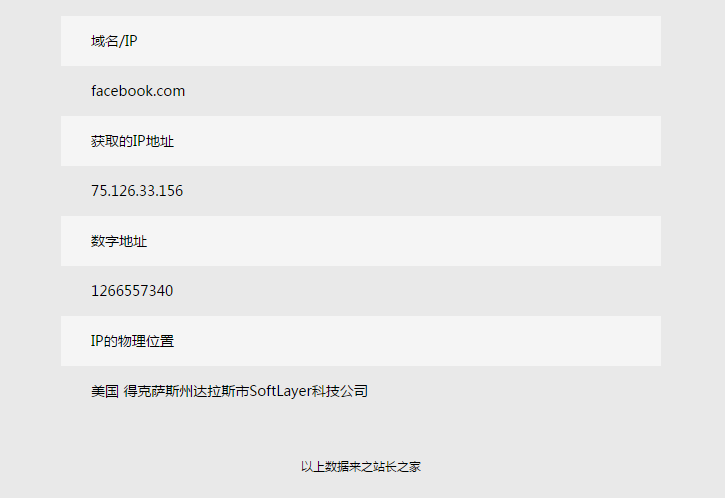 域名/IP
facebook.com
获取的IP地址
75.126.33.156
数字地址
1266557340
IP的物理位置
美国 得克萨斯州达拉斯市SoftLayer科技公司
以上数据来之站长之家